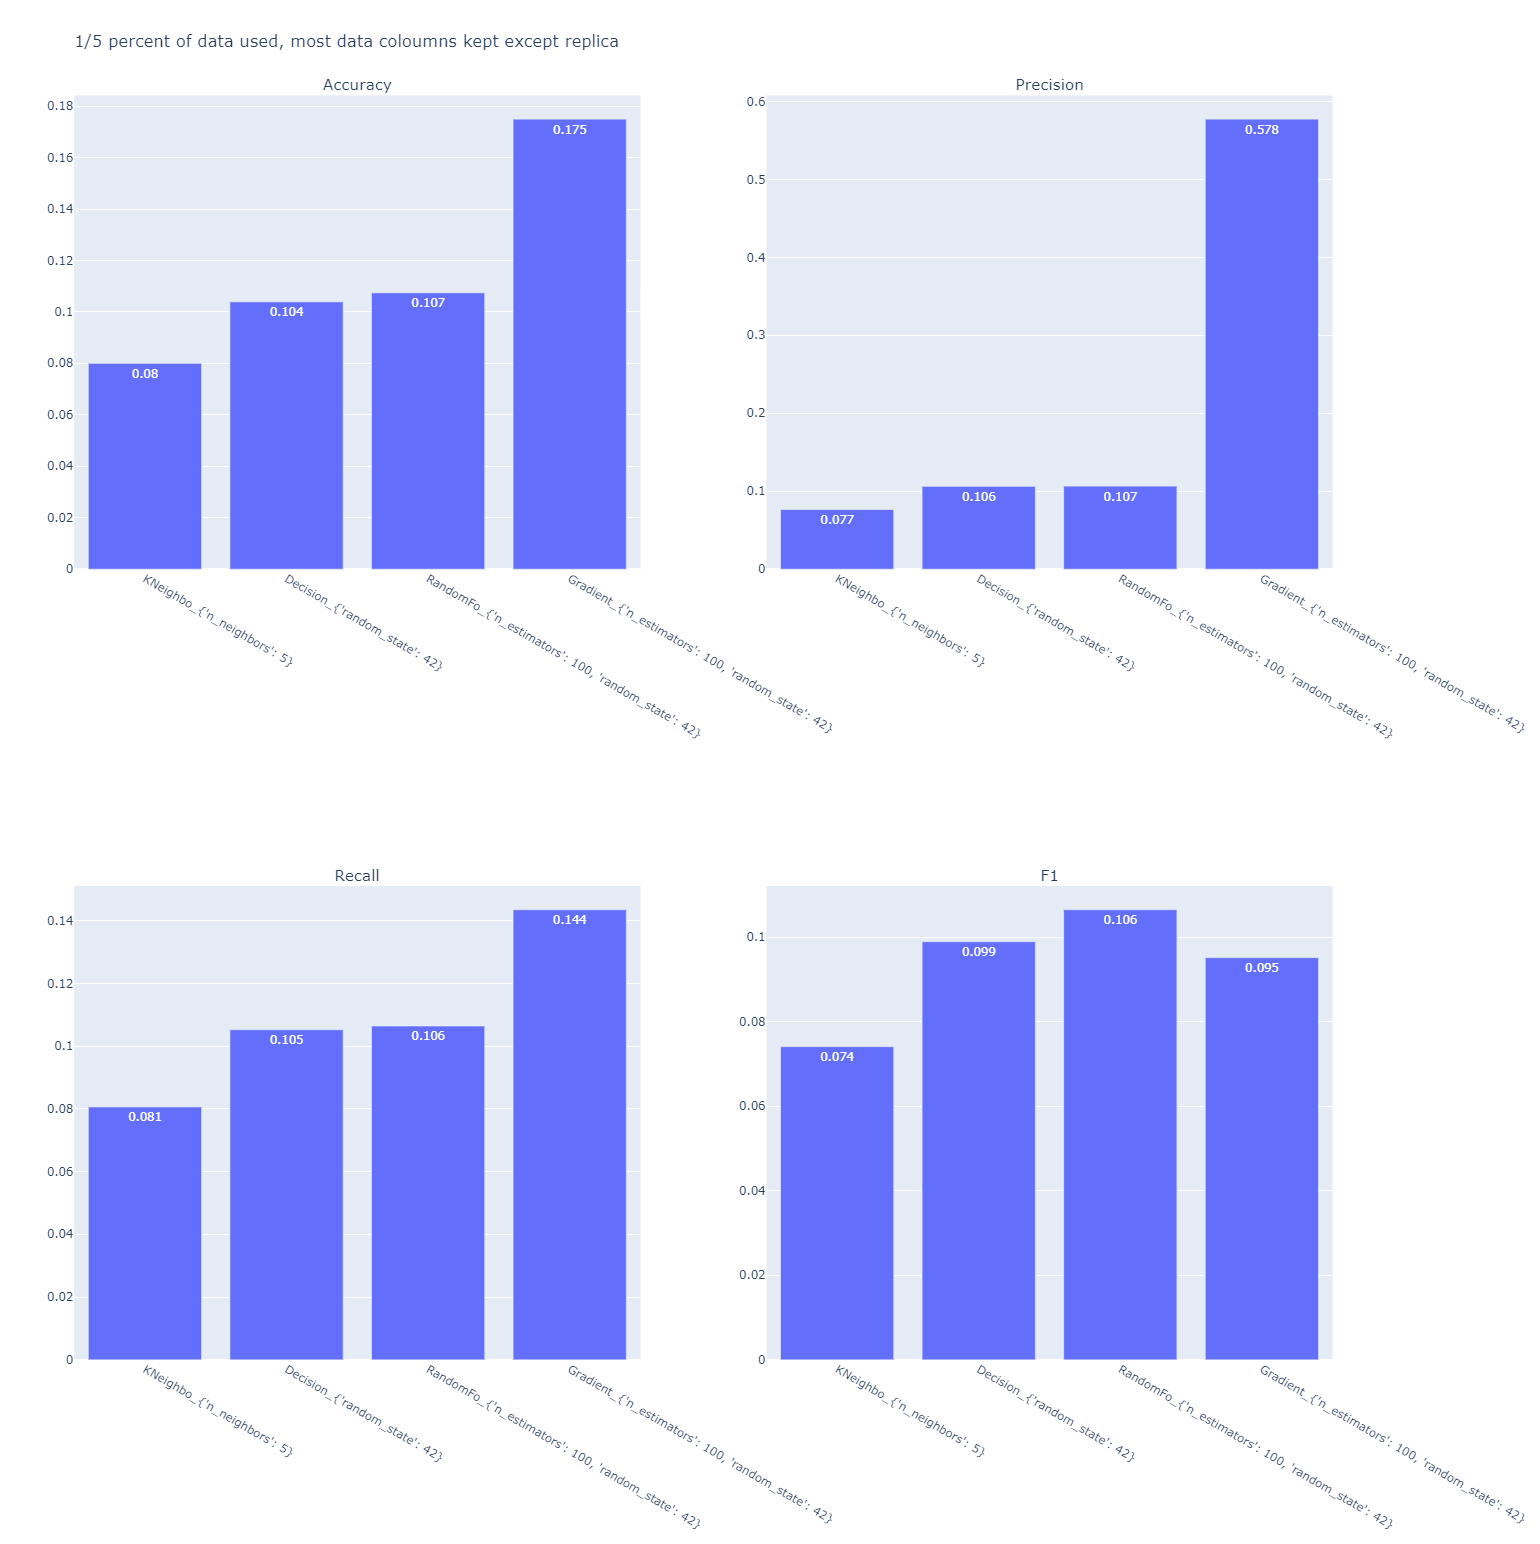 1/5 percent of data used, most data coloumns kept except replica
Accuracy
0.18
0.16
0.14
0.12
0.1
0.08
0.06
0.04
0.02
0
0.08
0.104
0.107
0.175
KNeighbo_{'n_neighbors': 5}
Decision_{'random_state': 42}
RandomFo_{'n_estimators': 100, 'random_state': 42}
Gradient_{'n_estimators': 100, 'random_state': 42}
Precision
0.6
0.5
0.4
0.3
0.2
0.1
0
0.077
0.106
0.107
0.578
KNeighbo_{'n_neighbors': 5}
Decision_{'random_state': 42}
RandomFo_{'n_estimators': 100, 'random_state': 42}
Gradient_{'n_estimators': 100, 'random_state': 42}
Recall
0.14
0.12
0.1
0.08
0.06
0.04
0.02
0
0.081
0.105
0.106
0.144
KNeighbo_{'n_neighbors': 5}
Decision_{'random_state': 42}
RandomFo_{'n_estimators': 100, 'random_state': 42}
Gradient_{'n_estimators': 100, 'random_state': 42}
F1
0.1
0.08
0.06
0.04
0.02
0
0.074
0.099
0.106
0.095
KNeighbo_{'n_neighbors': 5}
Decision_{'random_state': 42}
RandomFo_{'n_estimators': 100, 'random_state': 42}
Gradient_{'n_estimators': 100, 'random_state': 42}